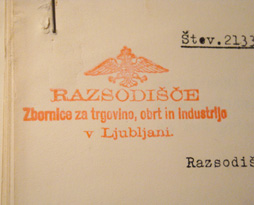 Štev.2133
RAZSODIŠČE
Zbornice za trgovino, obrt in industrijo
v Ljubljani.
Razsodiš